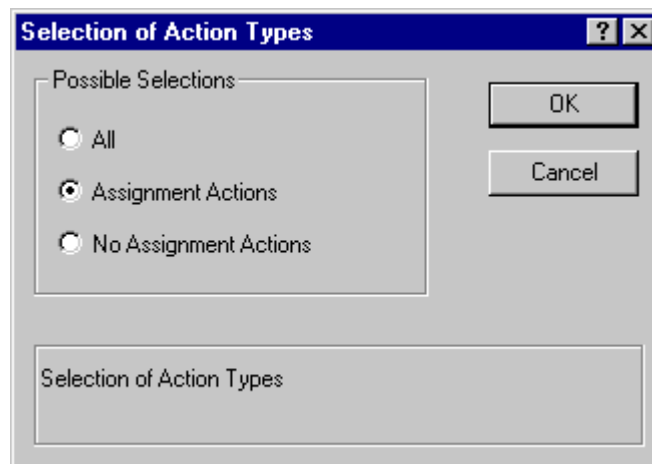 Selection of Action Types
?
Possible Selections
All
Assignment Actions
No Assignment Actions
OK
Cancel
Selection of Action Types